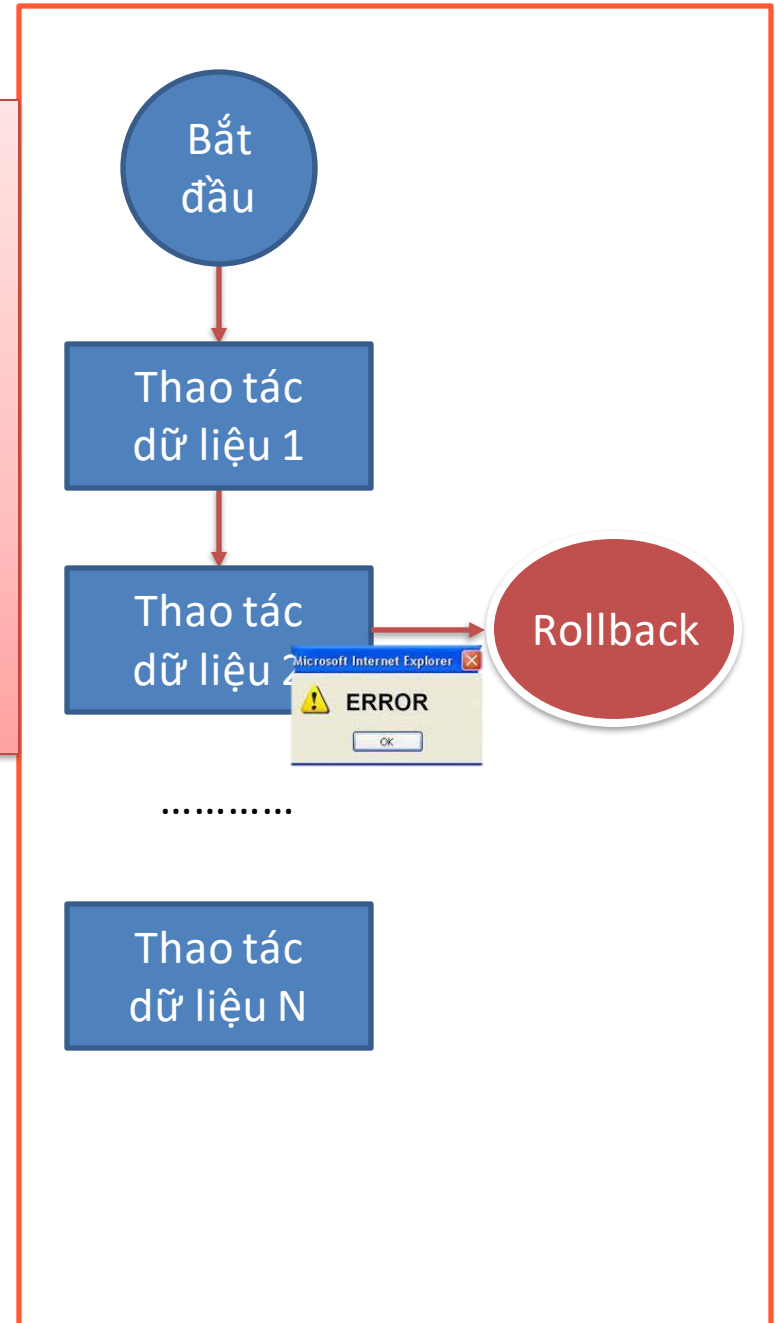 Bắt
đầu
Thao tác
dữ liệu 1
Thao tác
dữ liệu 2
Rollback
Microsoft Internet Explorer
ERROR
OK
............
Thao tác
dữ liệu N